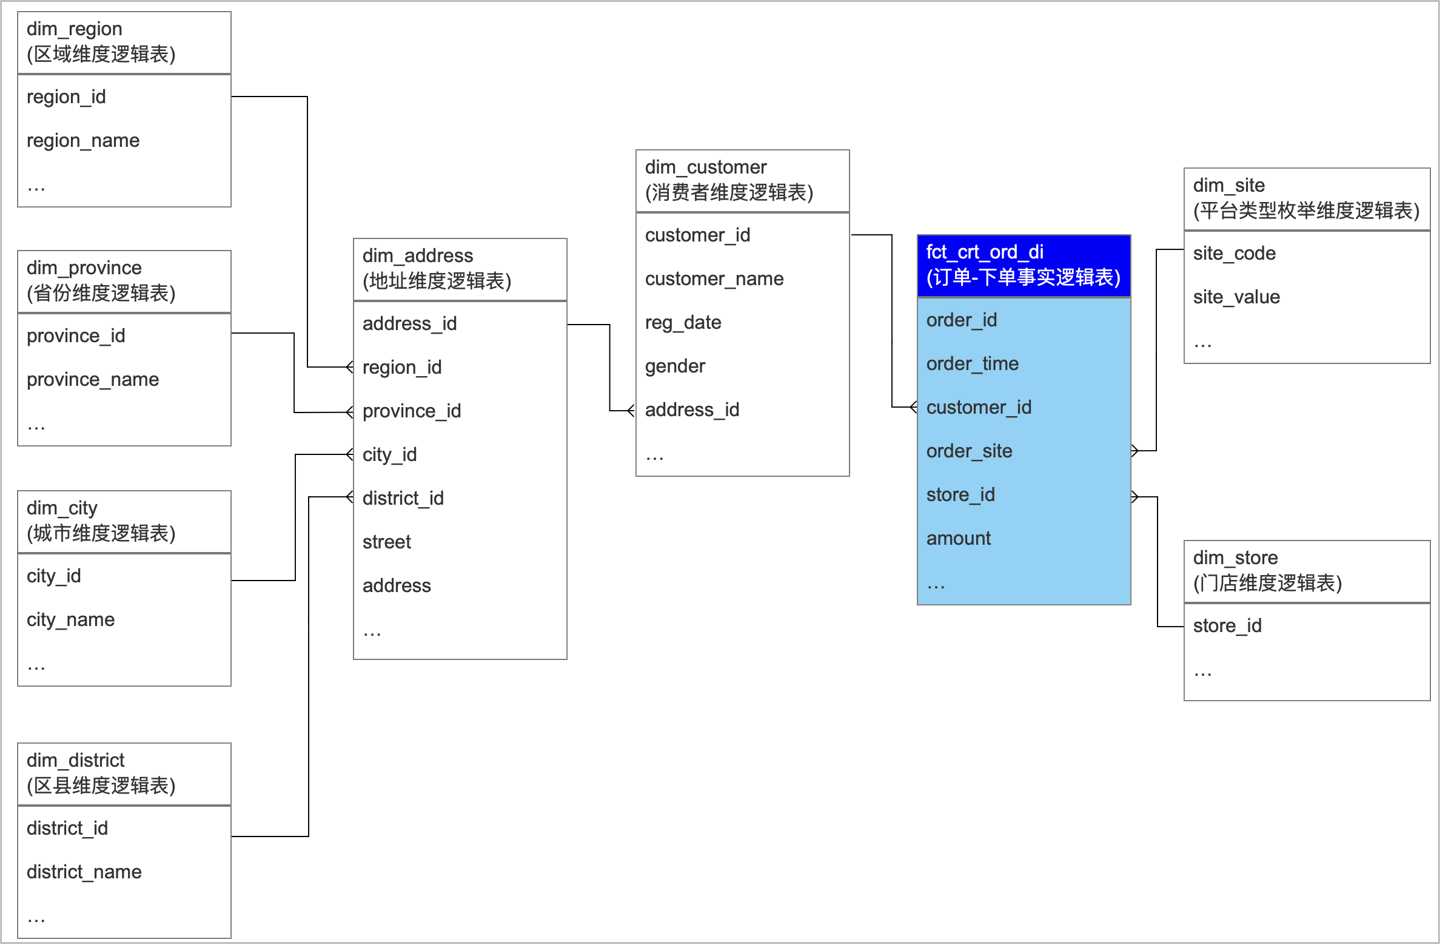 dim_region
(区域维度逻辑表)
region_id
region_name
...
dim_province
(省份维度逻辑表)
province_id
province_name
...
dim_city
(城市维度逻辑表)
city_id
city_name
...
dim_district
(区县维度逻辑表)
district_id
district_name
...
dim_address
(地址维度逻辑表)
address_id
region_id
province_id
city_id
district_id
street
address
...
dim_customer
(消费者维度逻辑表)
customer_id
customer_name
reg_date
gender
address_id
...
fct_crt_ord_di
(订单-下单事实逻辑表)
order_id
order_time
customer_id
order_site
store_id
amount
...
dim_site
(平台类型枚举维度逻辑表)
site_code
site_value
...
dim_store
(门店维度逻辑表)
store_id
...